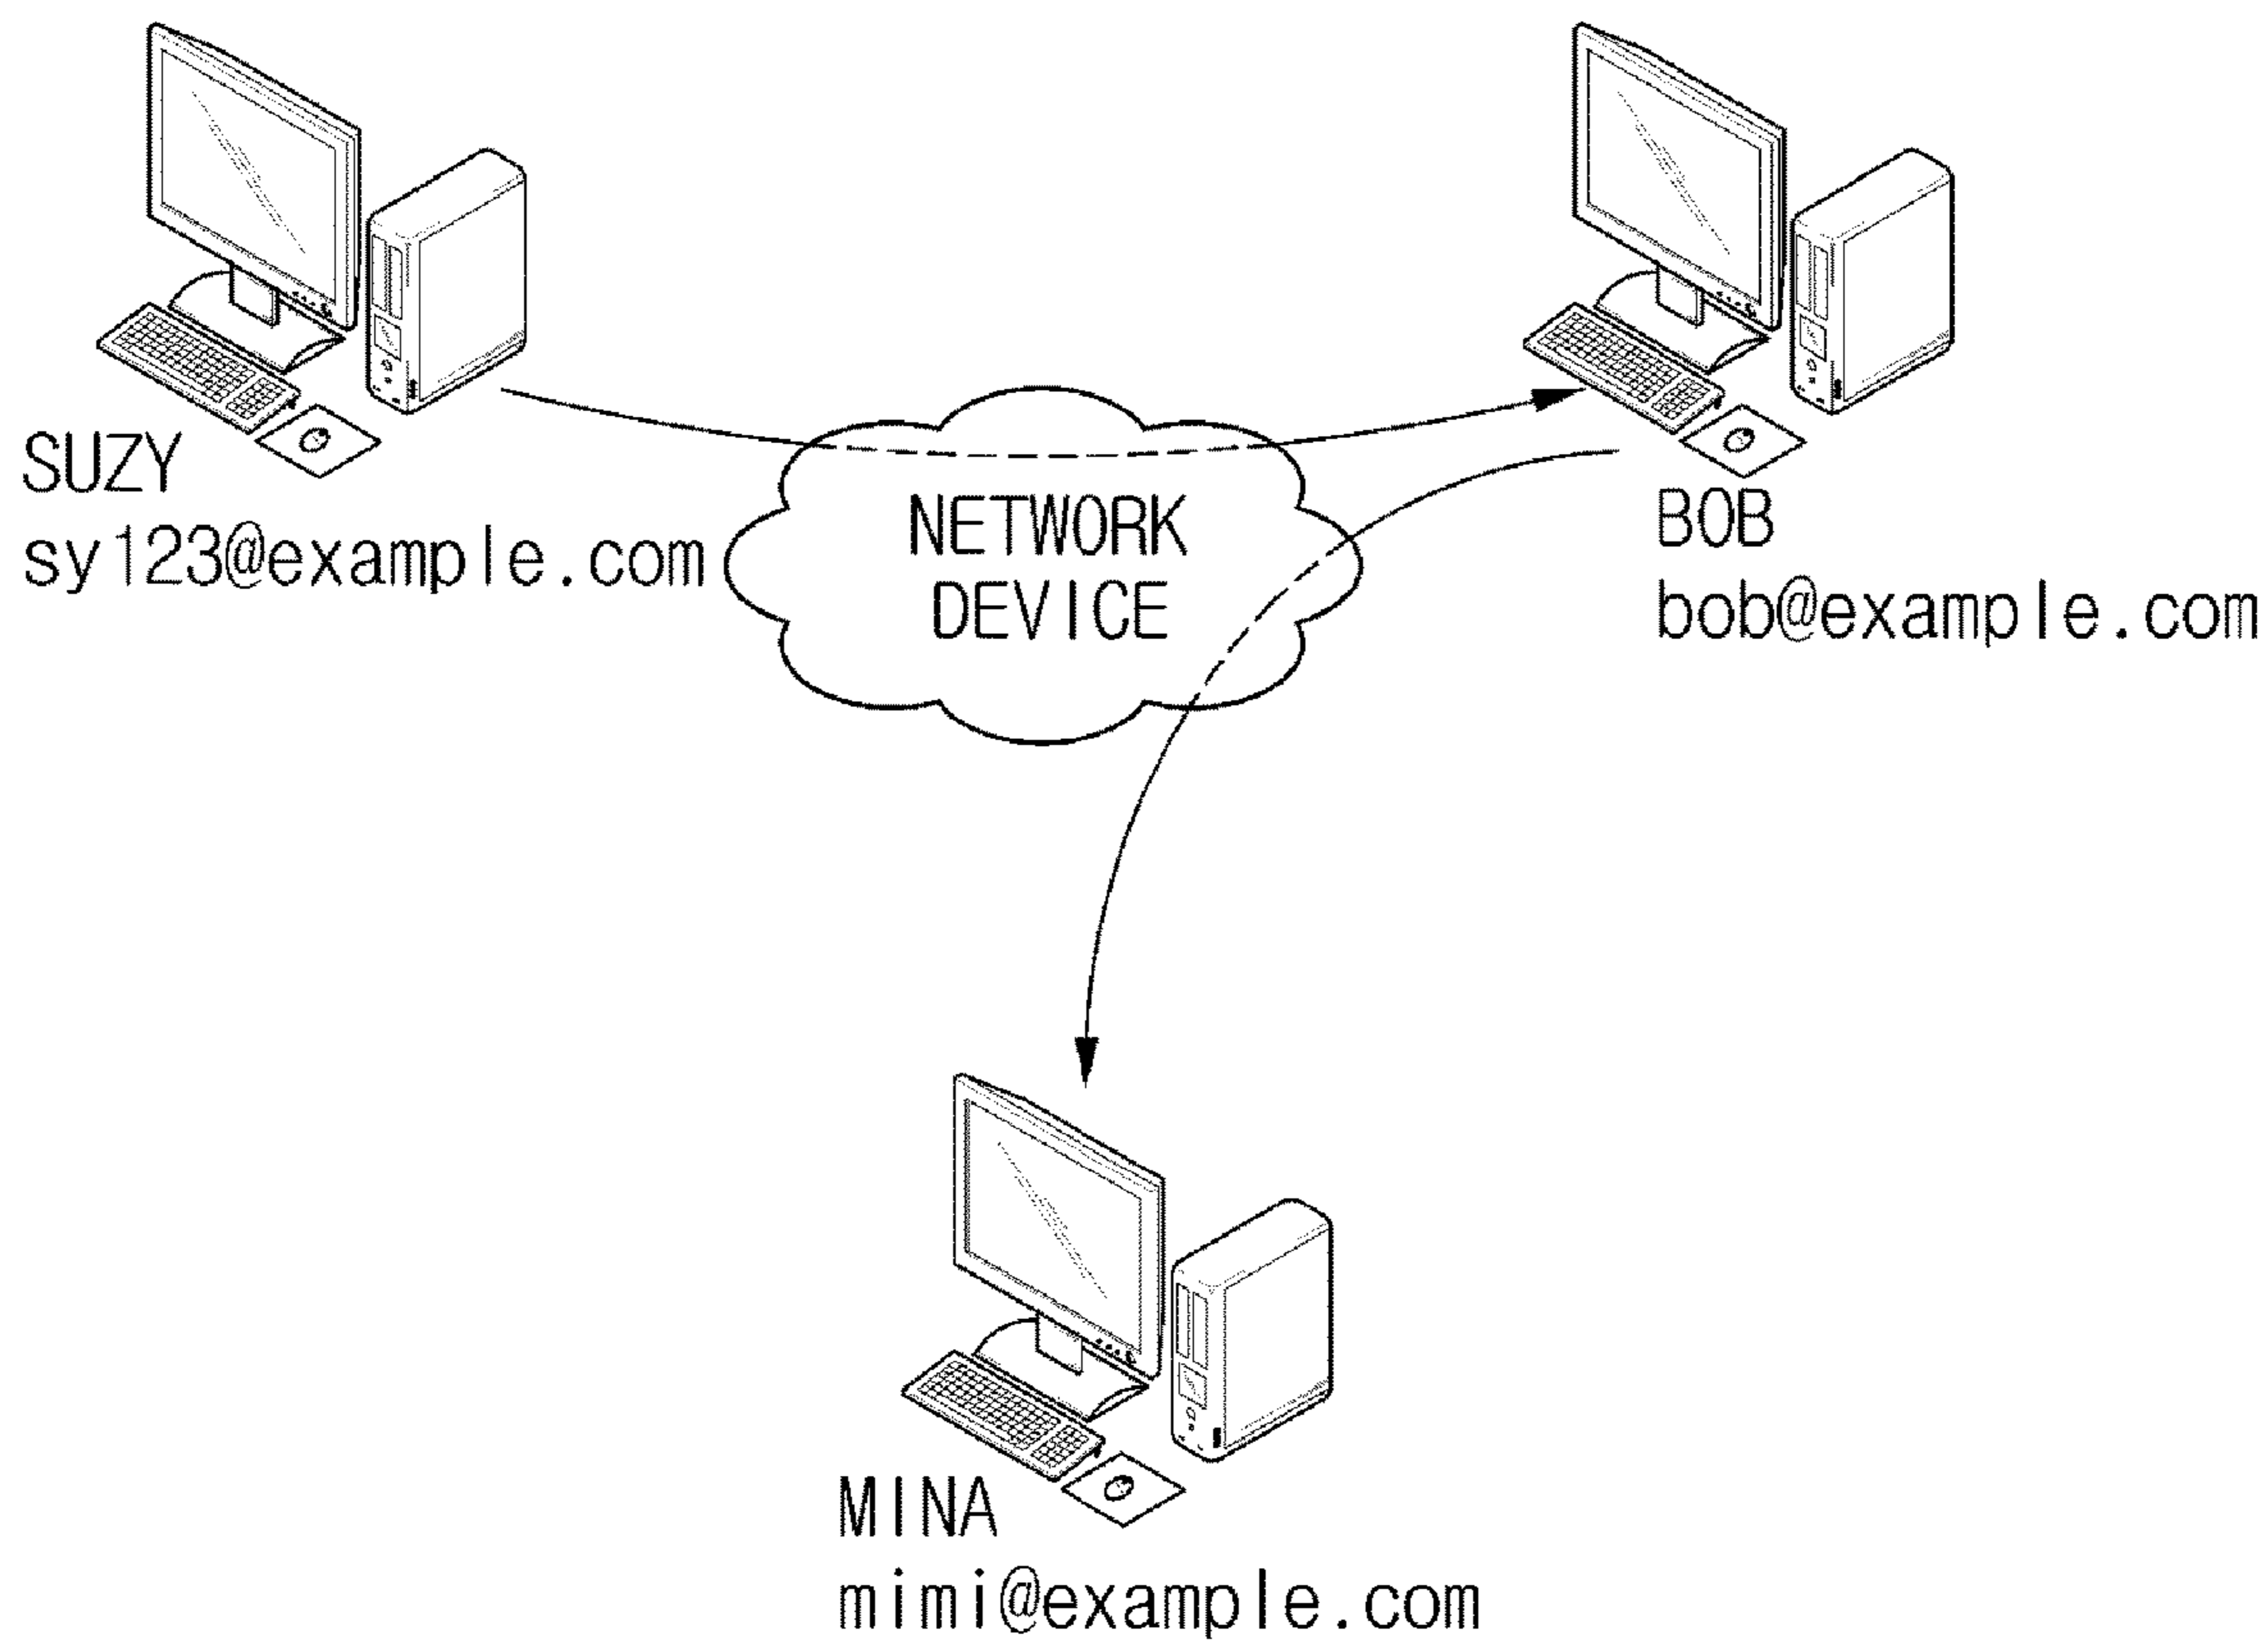 SUZY
sy123@example.com
NETWORK
DEVICE
BOB
bob@example.com
MINA
mimi@example.com